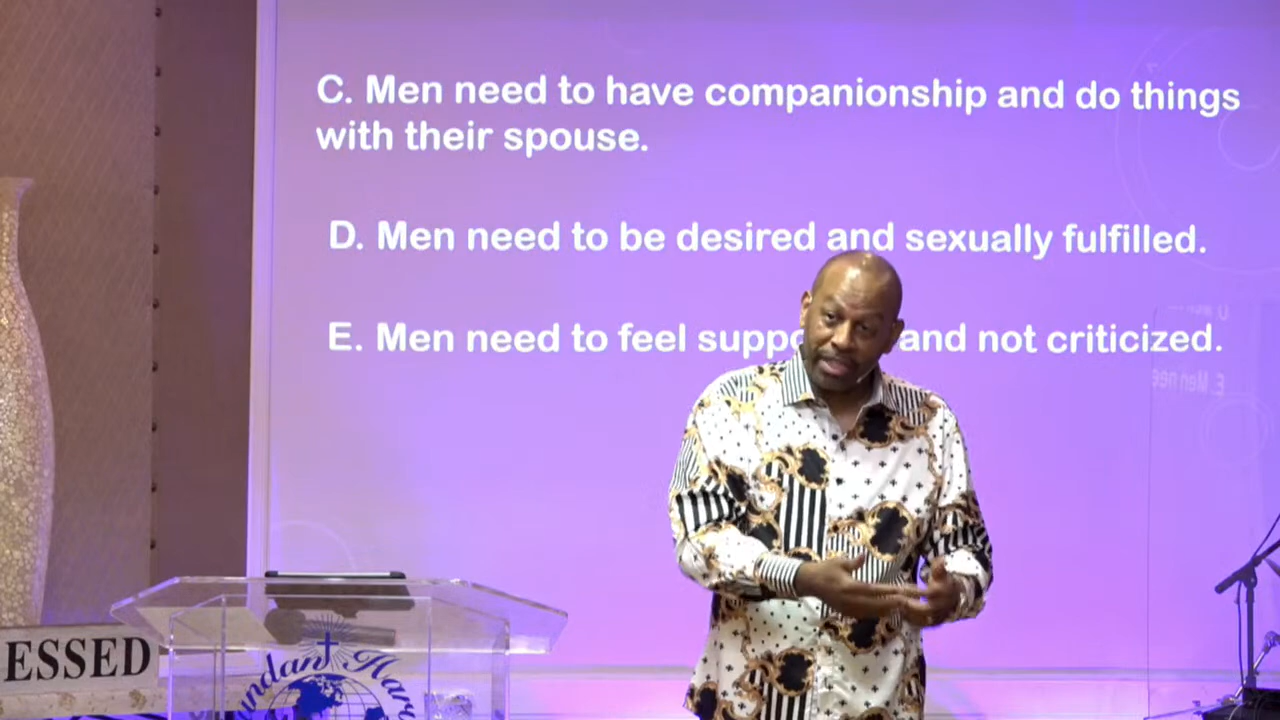 C. Men need to have companionship and do things
with their spouse.
D. Men need to be desired and sexually fulfilled.
E. Men need to feel and not criticized.
ESSED